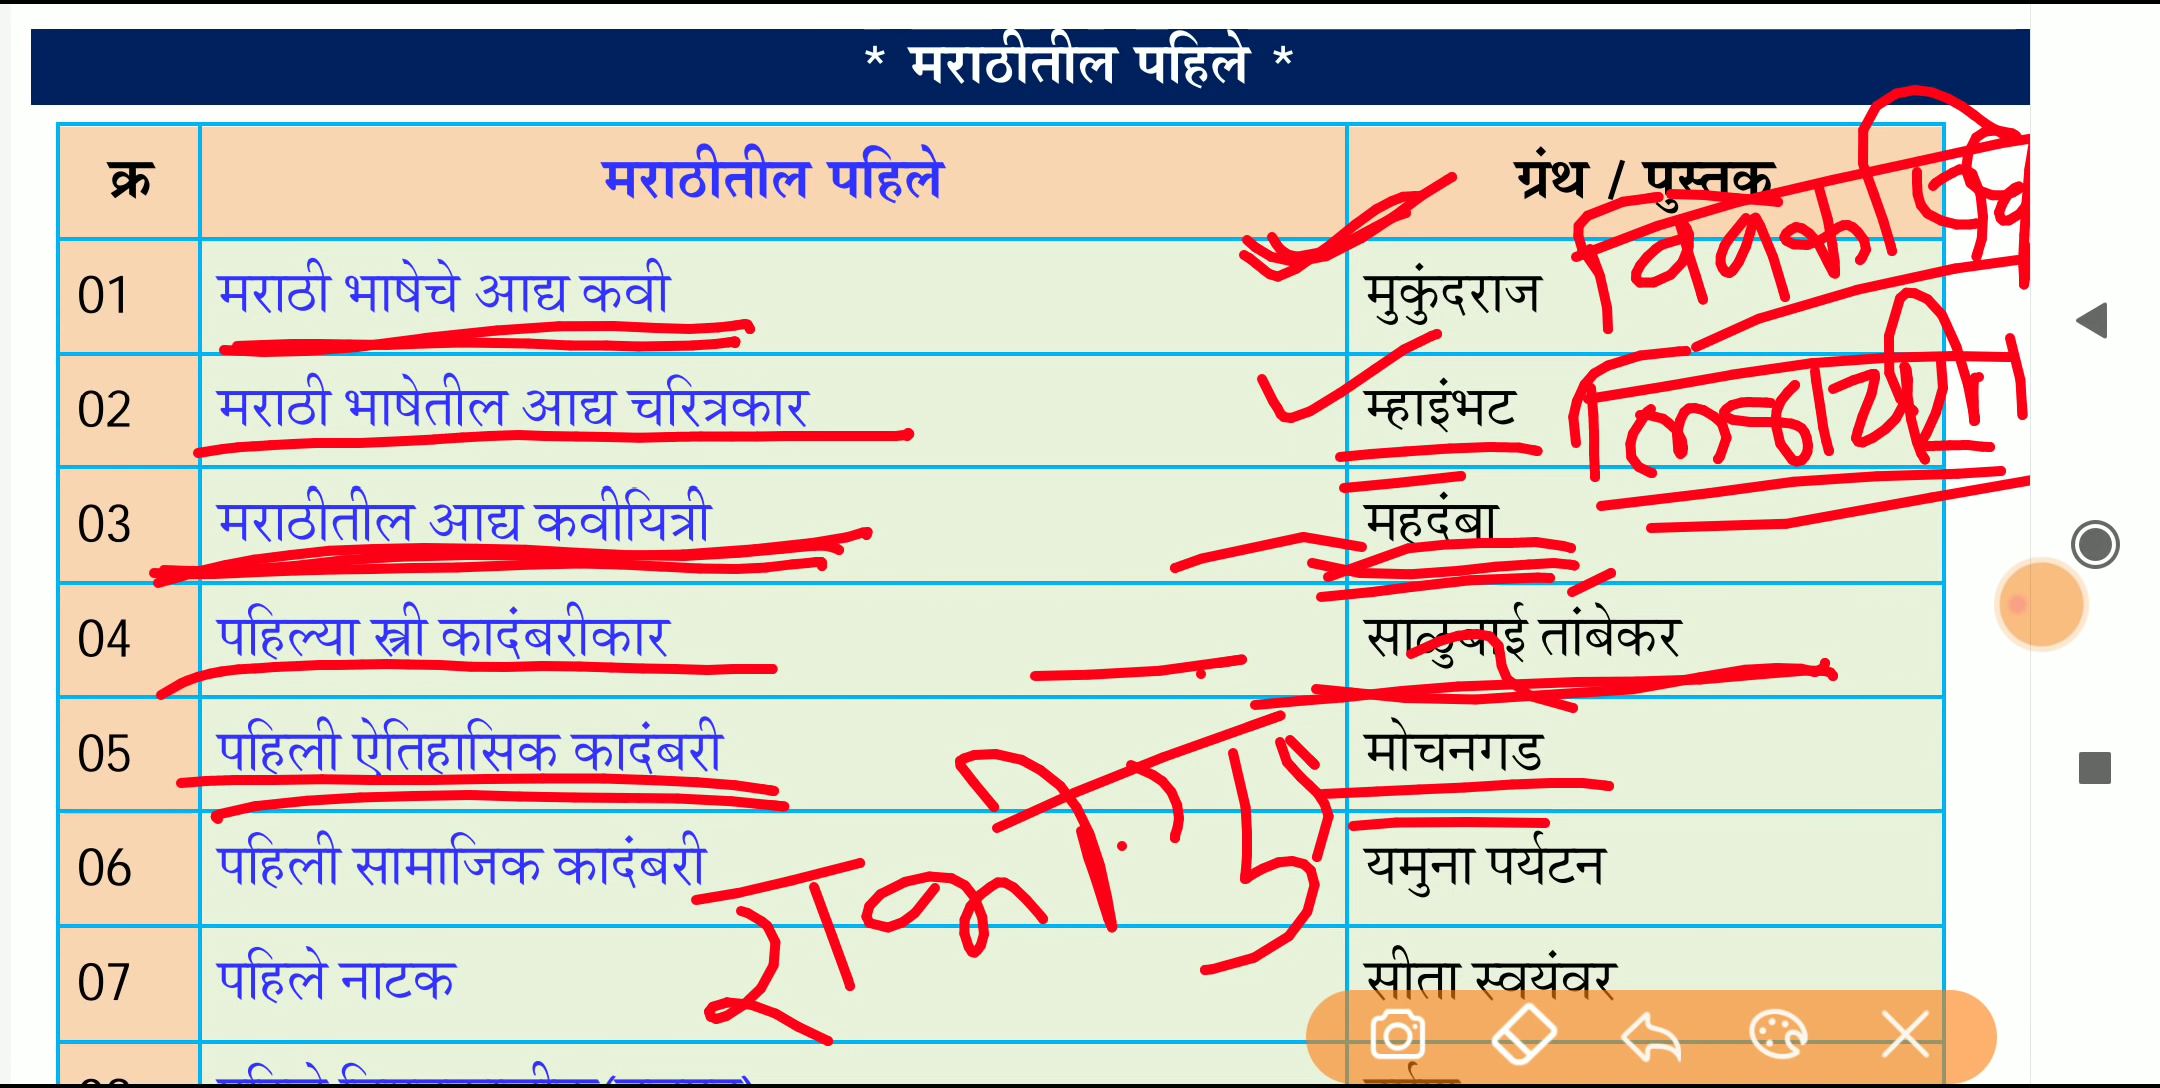 * मराठीतील पहिले *
क्र मराठीतील पहिले ग्रंथ / पुस्तक
01 मराठी भाषेचे आद्य कवी मुकुंदराज
02 मराठी भाषेतील आद्य चरित्रकार म्हाइंभट
03 मराठीतील आद्य कवीयित्री महदंबा
04 पहिल्या स्त्री कादंबरीकार साळुबाई तांबेकर
05 पहिली ऐतिहासिक कादंबरी मोचनगड
06 पहिली सामाजिक कादंबरी यमुना पर्यटन
07 पहिले नाटक सीता स्वयंवर